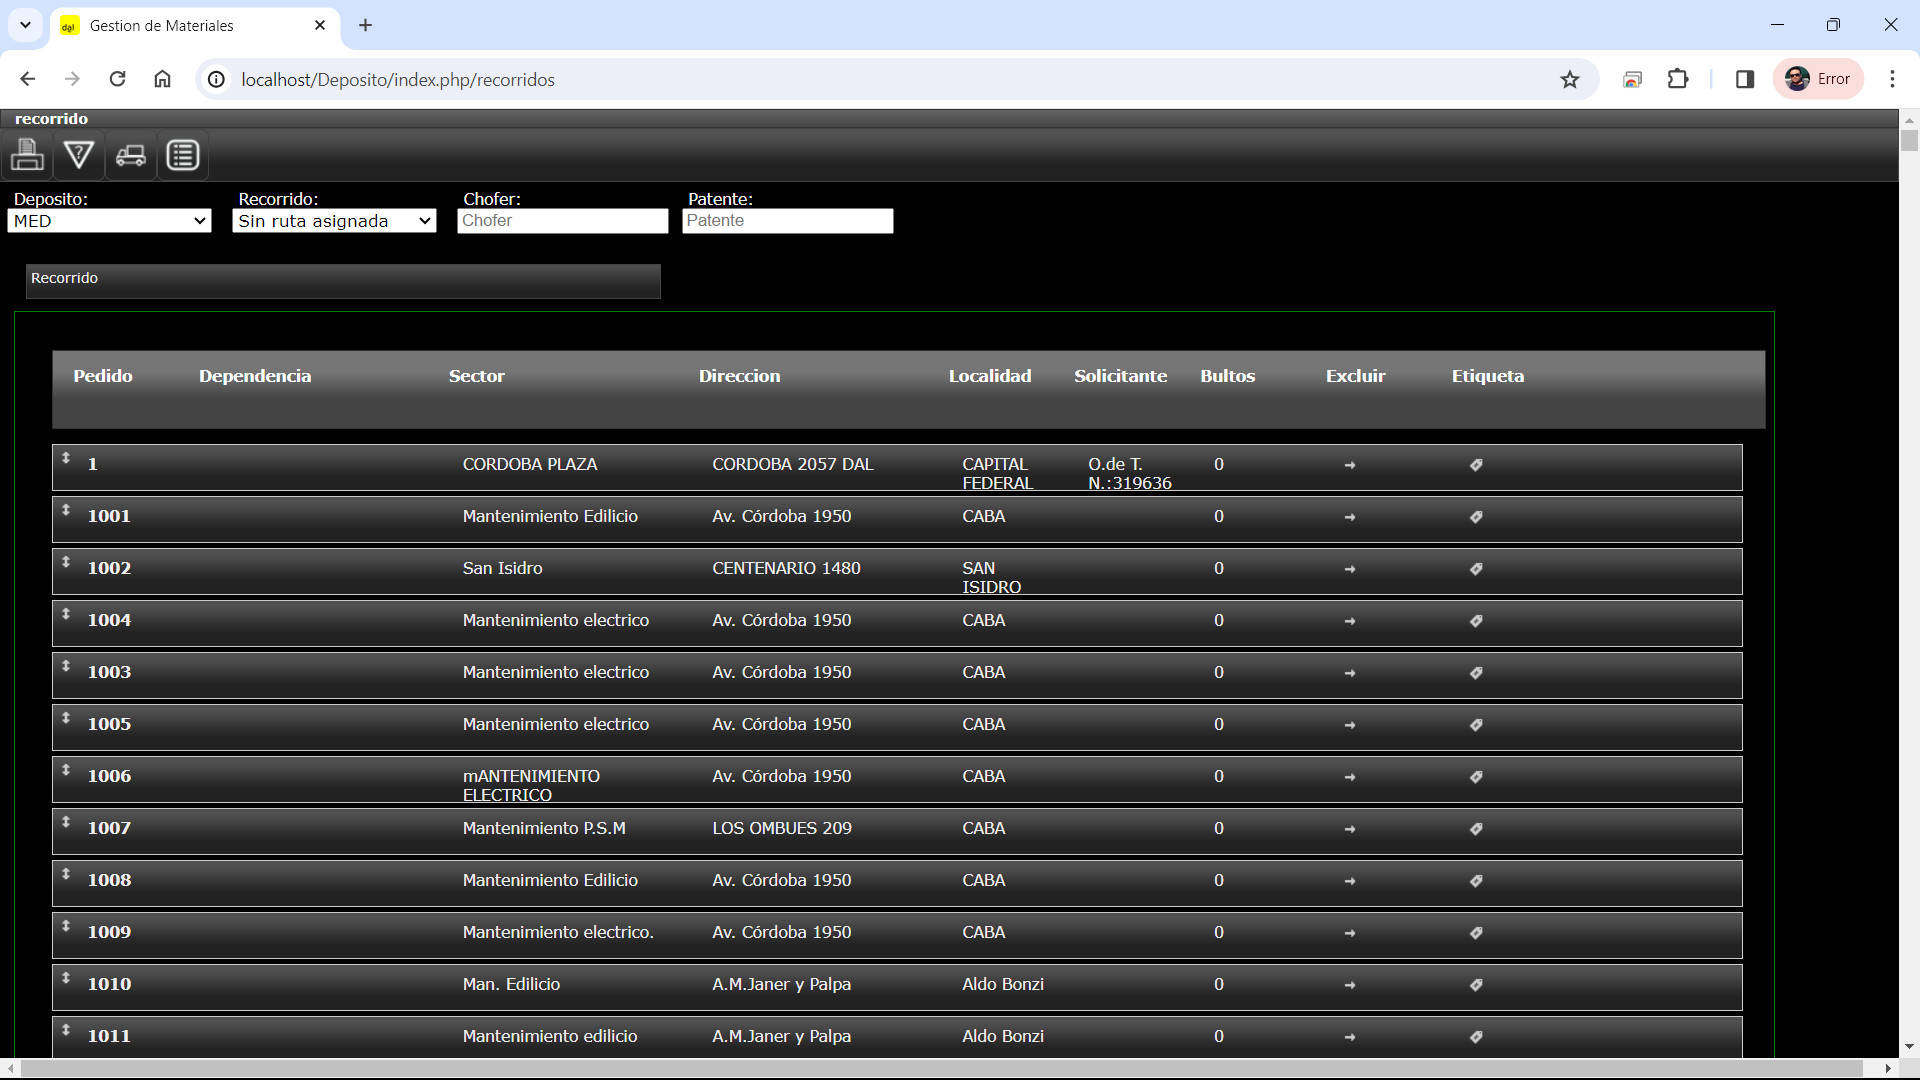 Gestion de Materiales
localhost/Deposito/index.php/recorridos
Error
recorrido
Deposito: Recorrido: Chofer: Patente:
MED Sin ruta asignada Chofer Patente
Recorrido
Pedido Dependencia Sector Direccion Localidad Solicitante Bultos Excluir Etiqueta
1 CORDOBA PLAZA CORDOBA 2057 DAL CAPITAL O.de T. 0
FEDERAL N.:319636
1001 Mantenimiento Edilicio Av. Córdoba 1950 CABA 0
1002 San Isidro CENTENARIO 1480 SAN 0
ISIDRO
1004 Mantenimiento electrico Av. Córdoba 1950 CABA 0
1003 Mantenimiento electrico Av. Córdoba 1950 CABA 0
1005 Mantenimiento electrico Av. Córdoba 1950 CABA 0
1006 mANTENIMIENTO Av. Córdoba 1950 CABA 0
ELECTRICO
1007 Mantenimiento P.S.M LOS OMBUES 209 CABA 0
1008 Mantenimiento Edilicio Av. Córdoba 1950 CABA 0
1009 Mantenimiento electrico. Av. Córdoba 1950 CABA 0
1010 Man. Edilicio A.M.Janer y Palpa Aldo Bonzi 0
1011 Mantenimiento edilicio A.M.Janer y Palpa Aldo Bonzi 0